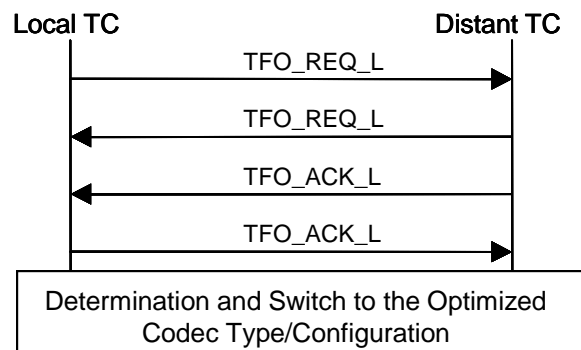 Local TC Distant TC
TFO_REQ_L
TFO_REQ_L
TFO_ACK_L
TFO_ACK_L
Determination and Switch to the Optimized
Codec Type/Configuration